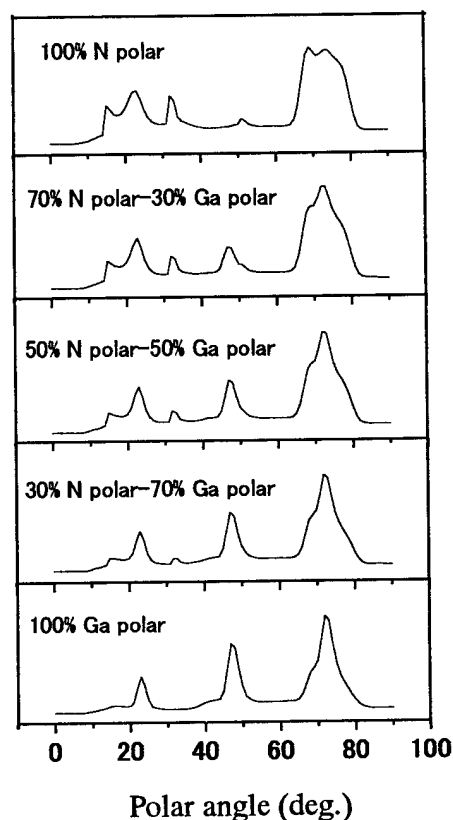 100% N polar
70% N polar-30% Ga polar
50% N polar-50% Ga polar
30% N polar-70% Ga polar
100% Ga polar
0 20 40 60 80 100
Polar angle (deg.)